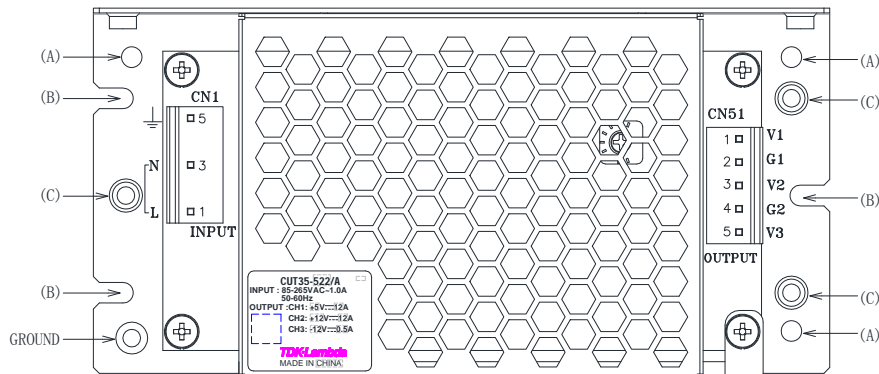 (A)
(B)
CN1
5
N
3
(C)
L
1
INPUT
(B)
GROUND
CUT35-522/A
INPUT : 85-265VAC~1.0A
50-60Hz
OUTPUT :CH1: +5V⎓12A
CH2: +12V⎓12A
CH3: -12V⎓0.5A
TDK-Lambda
MADE IN CHINA
(A)
(C)
CN51
1 V1
2 G1
3 V2
4 G2
5 V3
(B)
OUTPUT
(C)
(A)